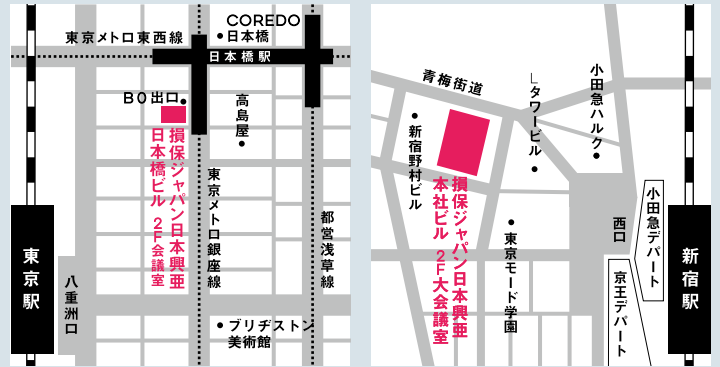 COREDO
日本橋
東京メトロ東西線
日本橋駅
B0出口
高島屋
損保ジャパン日本興亜
日本橋ビル 2F会議室
東京メトロ銀座線
都営浅草線
東京駅
八重洲口
ブリヂストン
美術館
青梅街道
Lタワービル
小田急ハルク
新宿野村ビル
損保ジャパン日本興亜
本社ビル 2F大会議室
東京モード学園
西口
小田急デパート
京王デパート
新宿駅